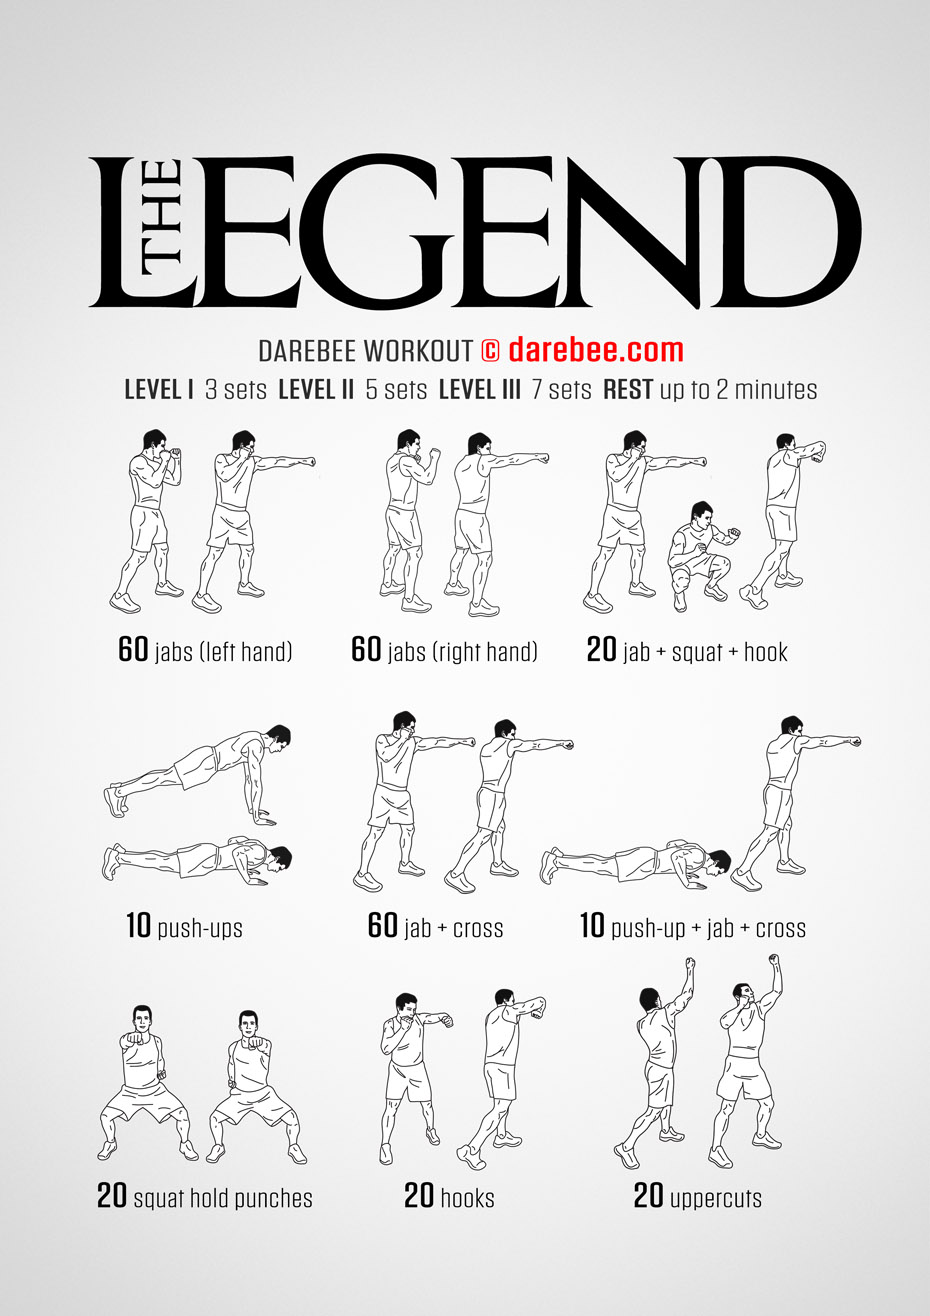 THE LEGEND
DAREBEE WORKOUT © darebee.com
LEVEL I 3 sets LEVEL II 5 sets LEVEL III 7 sets REST up to 2 minutes
60 jabs (left hand)
60 jabs (right hand)
20 jab + squat + hook
10 push-ups
60 jab + cross
10 push-up + jab + cross
20 squat hold punches
20 hooks
20 uppercuts